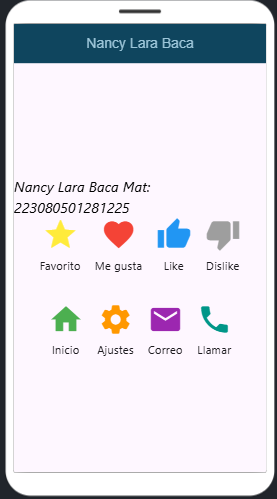 Nancy Lara Baca
Nancy Lara Baca Mat:
223080501281225
Favorito Me gusta Like Dislike
Inicio Ajustes Correo Llamar